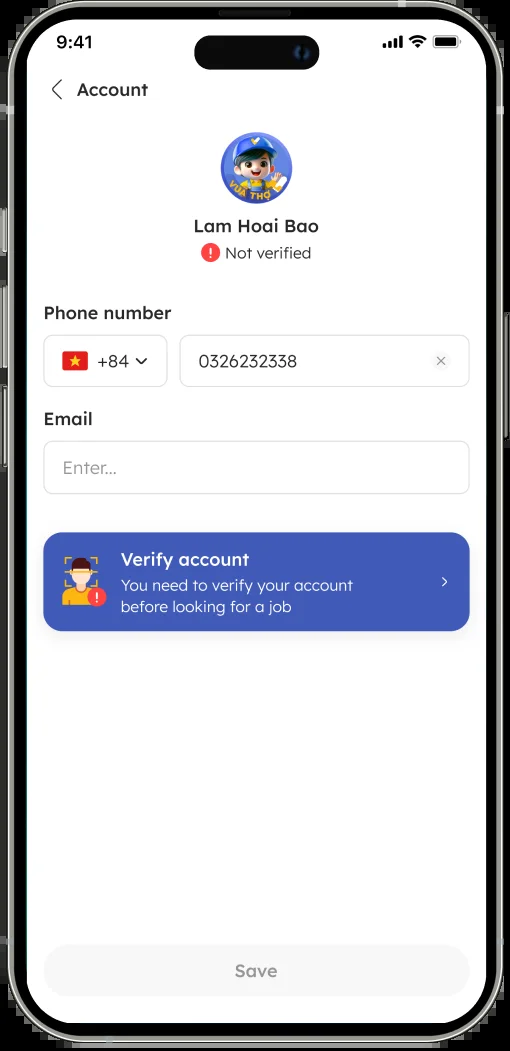 9:41
Account
VUA THỢ
Lam Hoai Bao
Not verified
Phone number
+84
0326232338
Email
Enter...
Verify account
You need to verify your account
before looking for a job
Save